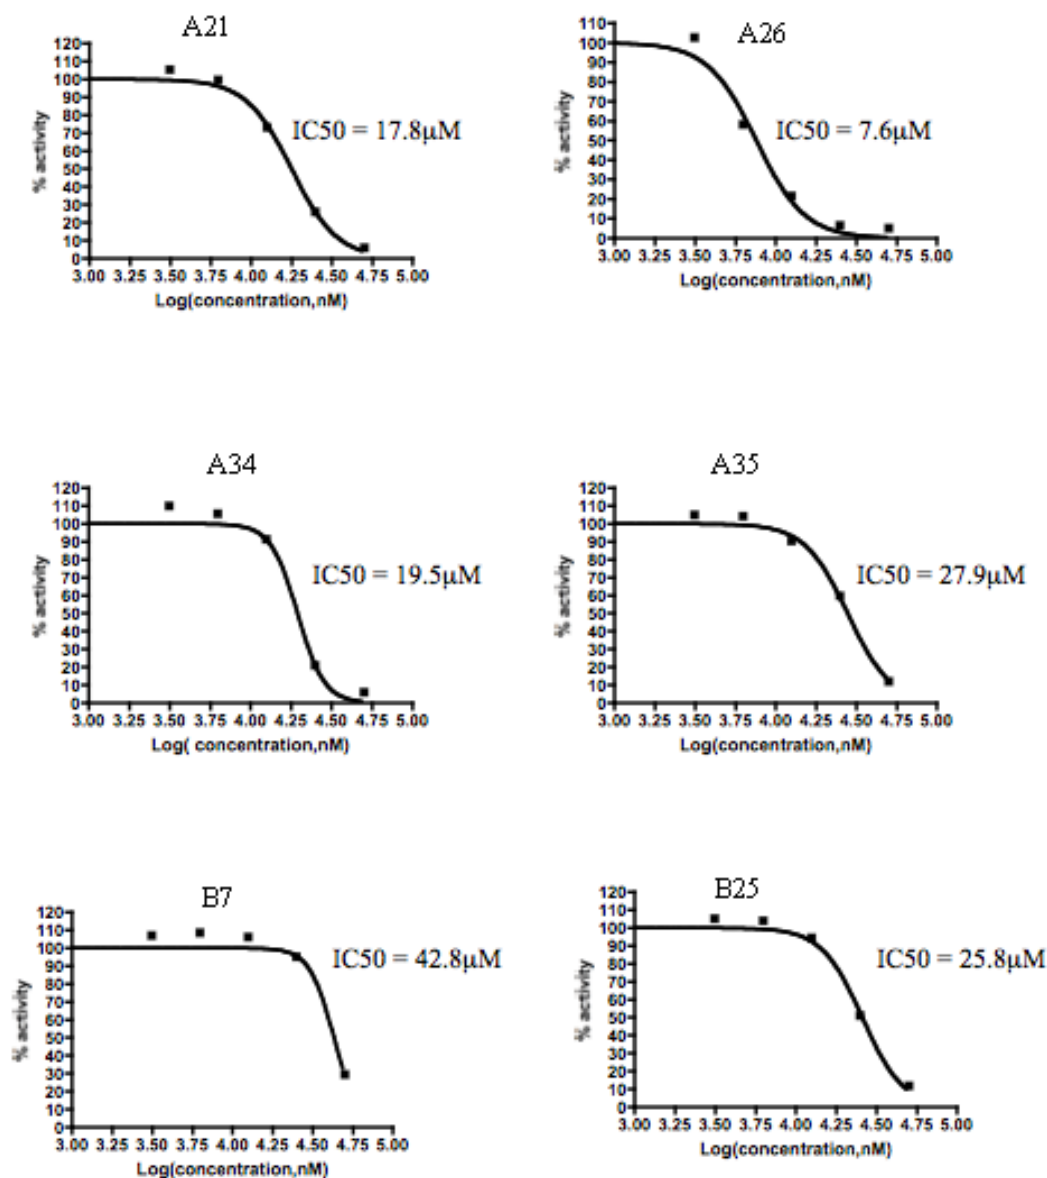 A21
120
110
100
90
80
70
60
50
40
30
20
10
0
% activity
IC50 = 17.8μM
3.00 3.25 3.50 3.75 4.00 4.25 4.50 4.75 5.00
Log(concentration,nM)
A26
110
100
90
80
70
60
50
40
30
20
10
0
% activity
IC50 = 7.6μM
3.00 3.25 3.50 3.75 4.00 4.25 4.50 4.75 5.00
Log(concentration,nM)
A34
120
110
100
90
80
70
60
50
40
30
20
10
0
% activity
IC50 = 19.5μM
3.00 3.25 3.50 3.75 4.00 4.25 4.50 4.75 5.00
Log( concentration,nM)
A35
120
110
100
90
80
70
60
50
40
30
20
10
0
% activity
IC50 = 27.9μM
3.00 3.25 3.50 3.75 4.00 4.25 4.50 4.75 5.00
Log(concentration,nM)
B7
120
110
100
90
80
70
60
50
40
30
20
10
0
% activity
IC50 = 42.8μM
3.00 3.25 3.50 3.75 4.00 4.25 4.50 4.75 5.00
Log(concentration,nM)
B25
120
110
100
90
80
70
60
50
40
30
20
10
0
% activity
IC50 = 25.8μM
3.00 3.25 3.50 3.75 4.00 4.25 4.50 4.75 5.00
Log(concentration,nM)